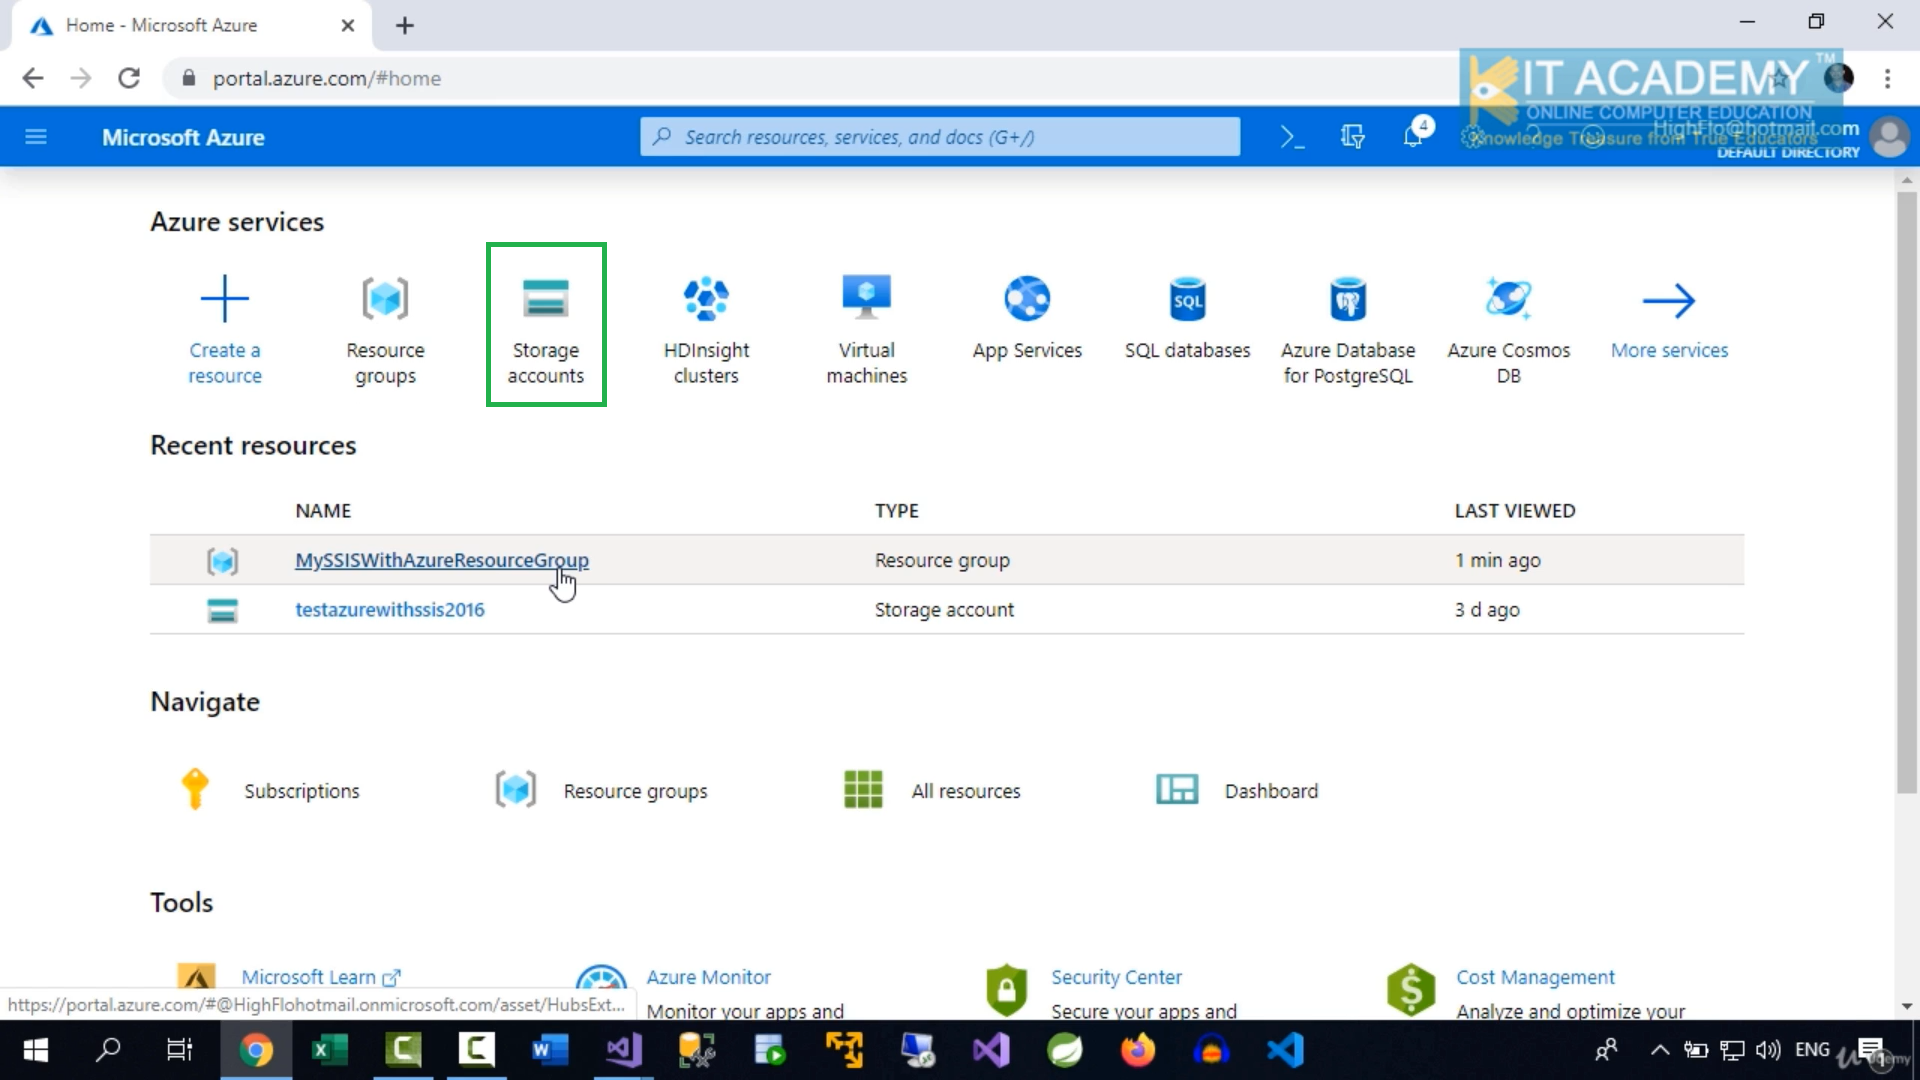 Home - Microsoft Azure
portal.azure.com/#home
IT ACADEMY™
ONLINE COMPUTER EDUCATION
Knowledge Treasure from True Educators
Microsoft Azure
Search resources, services, and docs (G+/)
4
HighFlo@hotmail.com
DEFAULT DIRECTORY
Azure services
Create a resource
Resource groups
Storage accounts
HDInsight clusters
Virtual machines
App Services
SQL
SQL databases
Azure Database for PostgreSQL
Azure Cosmos DB
More services
Recent resources
NAME TYPE LAST VIEWED
MySSISWithAzureResourceGroup Resource group 1 min ago
testazurewithssis2016 Storage account 3 d ago
Navigate
Subscriptions Resource groups All resources Dashboard
Tools
Microsoft Learn Azure Monitor Security Center Cost Management
Monitor your apps and Secure your apps and Analyze and optimize your
https://portal.azure.com/#@HighFlohotmail.onmicrosoft.com/asset/HubsExt...
ENG